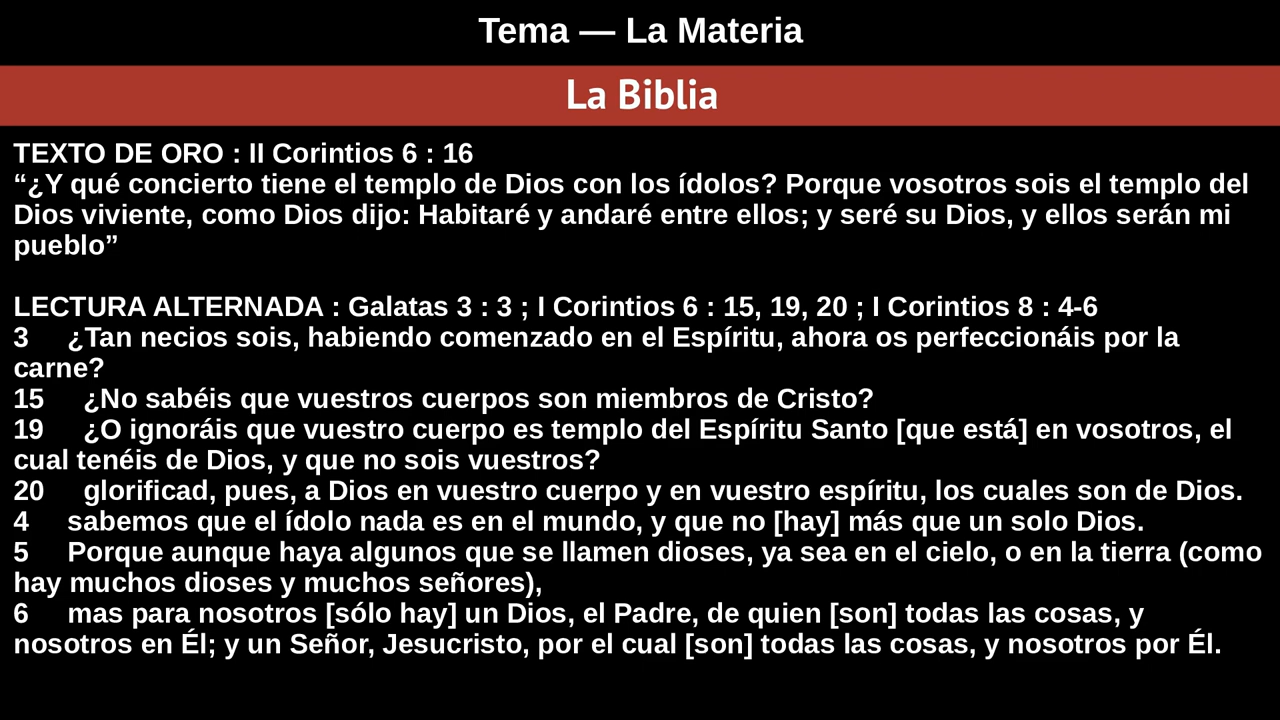 Tema — La Materia
La Biblia
TEXTO DE ORO : II Corintios 6 : 16
“¿Y qué concierto tiene el templo de Dios con los ídolos? Porque vosotros sois el templo del
Dios viviente, como Dios dijo: Habitaré y andaré entre ellos; y seré su Dios, y ellos serán mi
pueblo”
LECTURA ALTERNADA : Galatas 3 : 3 ; I Corintios 6 : 15, 19, 20 ; I Corintios 8 : 4-6
3 ¿Tan necios sois, habiendo comenzado en el Espíritu, ahora os perfeccionáis por la
carne?
15 ¿No sabéis que vuestros cuerpos son miembros de Cristo?
19 ¿O ignoráis que vuestro cuerpo es templo del Espíritu Santo [que está] en vosotros, el
cual tenéis de Dios, y que no sois vuestros?
20 glorificad, pues, a Dios en vuestro cuerpo y en vuestro espíritu, los cuales son de Dios.
4 sabemos que el ídolo nada es en el mundo, y que no [hay] más que un solo Dios.
5 Porque aunque haya algunos que se llamen dioses, ya sea en el cielo, o en la tierra (como
hay muchos dioses y muchos señores),
6 mas para nosotros [sólo hay] un Dios, el Padre, de quien [son] todas las cosas, y
nosotros en Él; y un Señor, Jesucristo, por el cual [son] todas las cosas, y nosotros por Él.